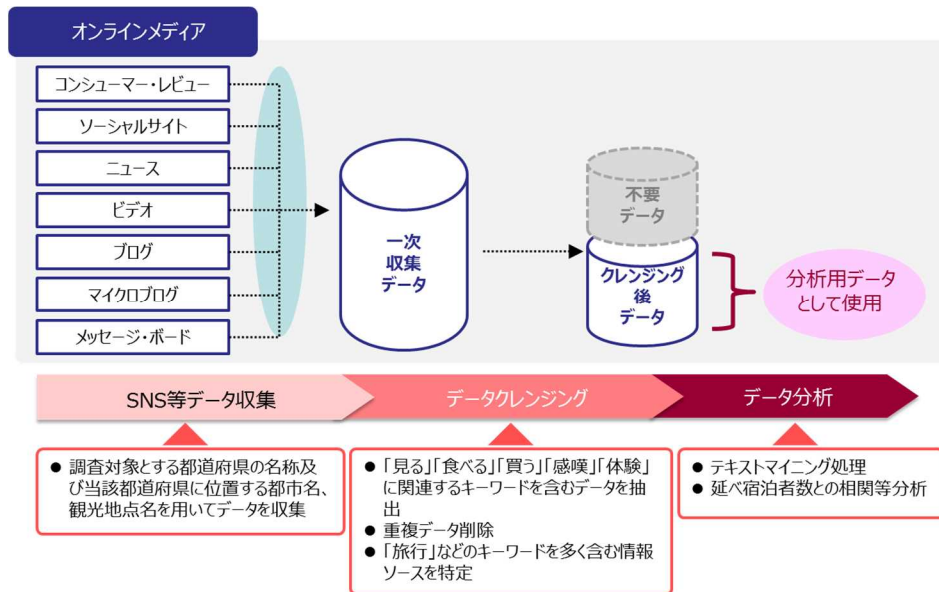 オンラインメディア
コンシューマー・レビュー
ソーシャルサイト
ニュース
ビデオ
ブログ
マイクロブログ
メッセージ・ボード
一次
収集
データ
不要
データ
クレンジング
後
データ
分析用データ
として使用
SNS等データ収集
データクレンジング
データ分析
● 調査対象とする都道府県の名称及
び当該都道府県に位置する都市名、
観光地点名を用いてデータを収集
● 「見る」「食べる」「買う」「感嘆」「体験」
に関連するキーワードを含むデータを抽
出
● 重複データ削除
● 「旅行」などのキーワードを多く含む情報
ソースを特定
● テキストマイニング処理
● 延べ宿泊者数との相関等分析